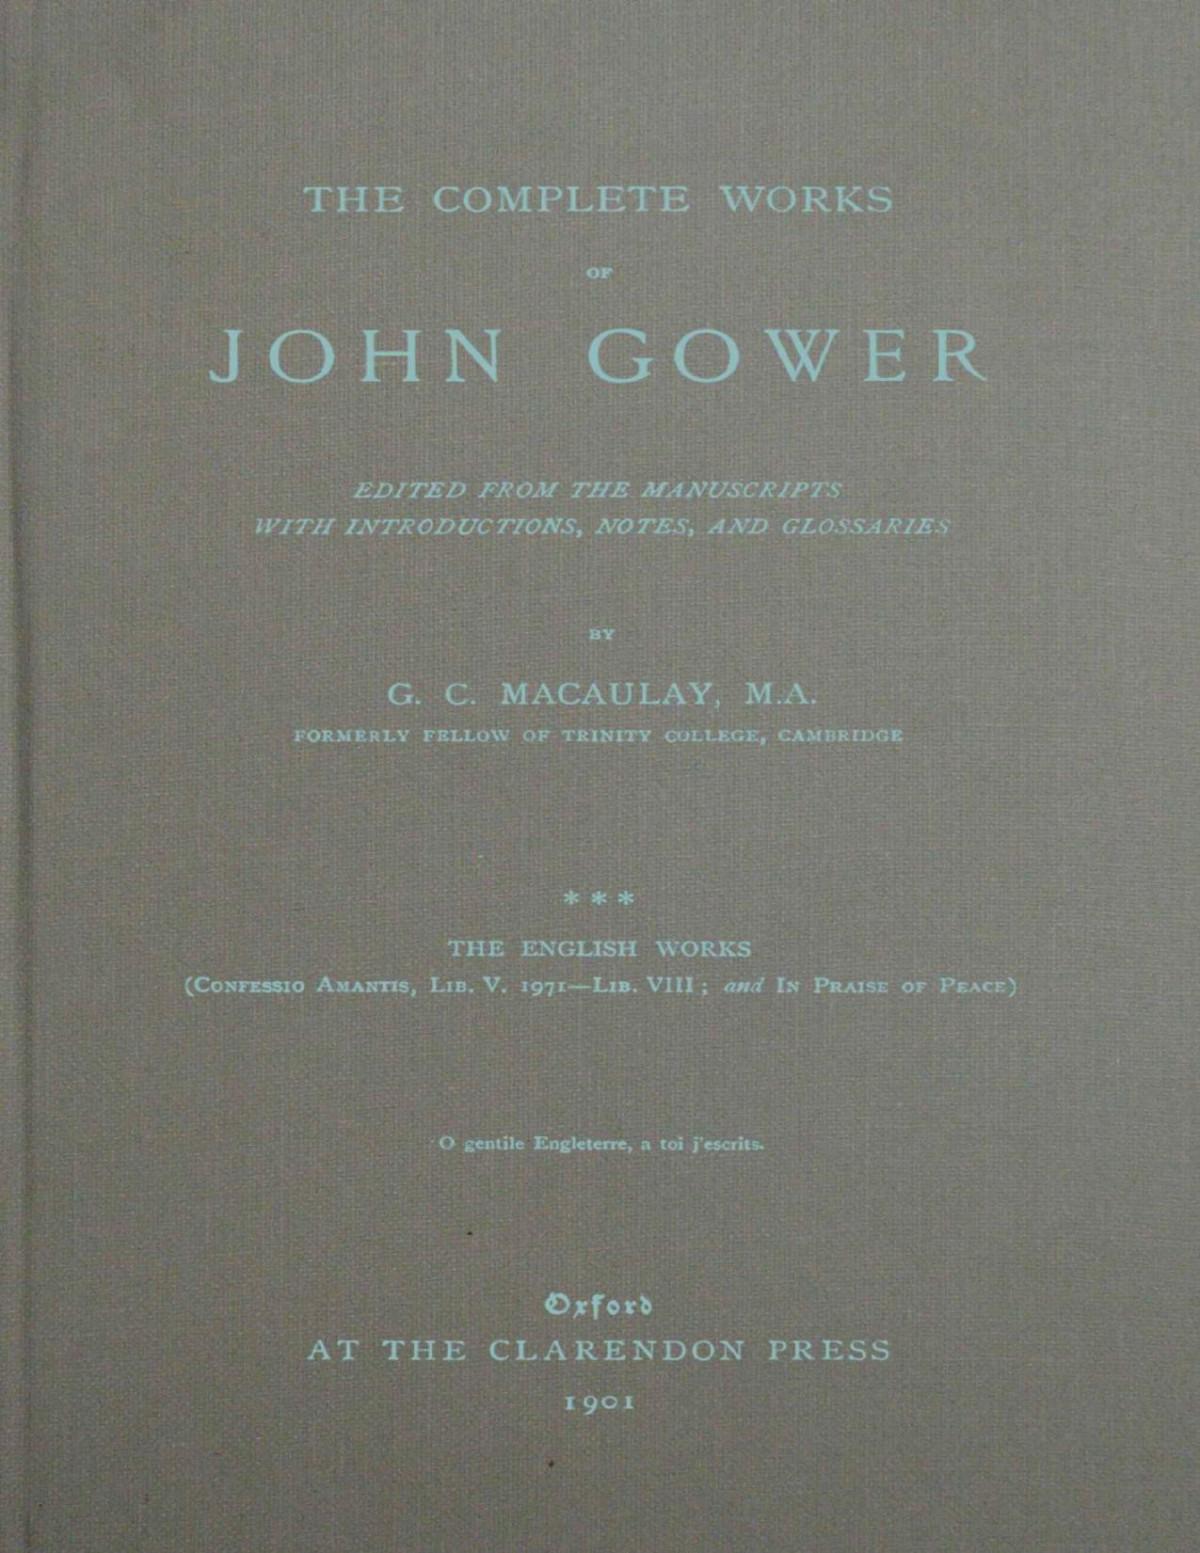 THE COMPLETE WORKS
OF
JOHN GOWER
EDITED FROM THE MANUSCRIPTS
WITH INTRODUCTIONS, NOTES, AND GLOSSARIES
BY
G. C. MACAULAY, M.A.
FORMERLY FELLOW OF TRINITY COLLEGE, CAMBRIDGE
* * *
THE ENGLISH WORKS
(Confessio Amantis, Lib. V. 1971—Lib. VIII; and In Praise of Peace)
O gentile Engleterre, a toi j'escrits.
Oxford
AT THE CLARENDON PRESS
1901